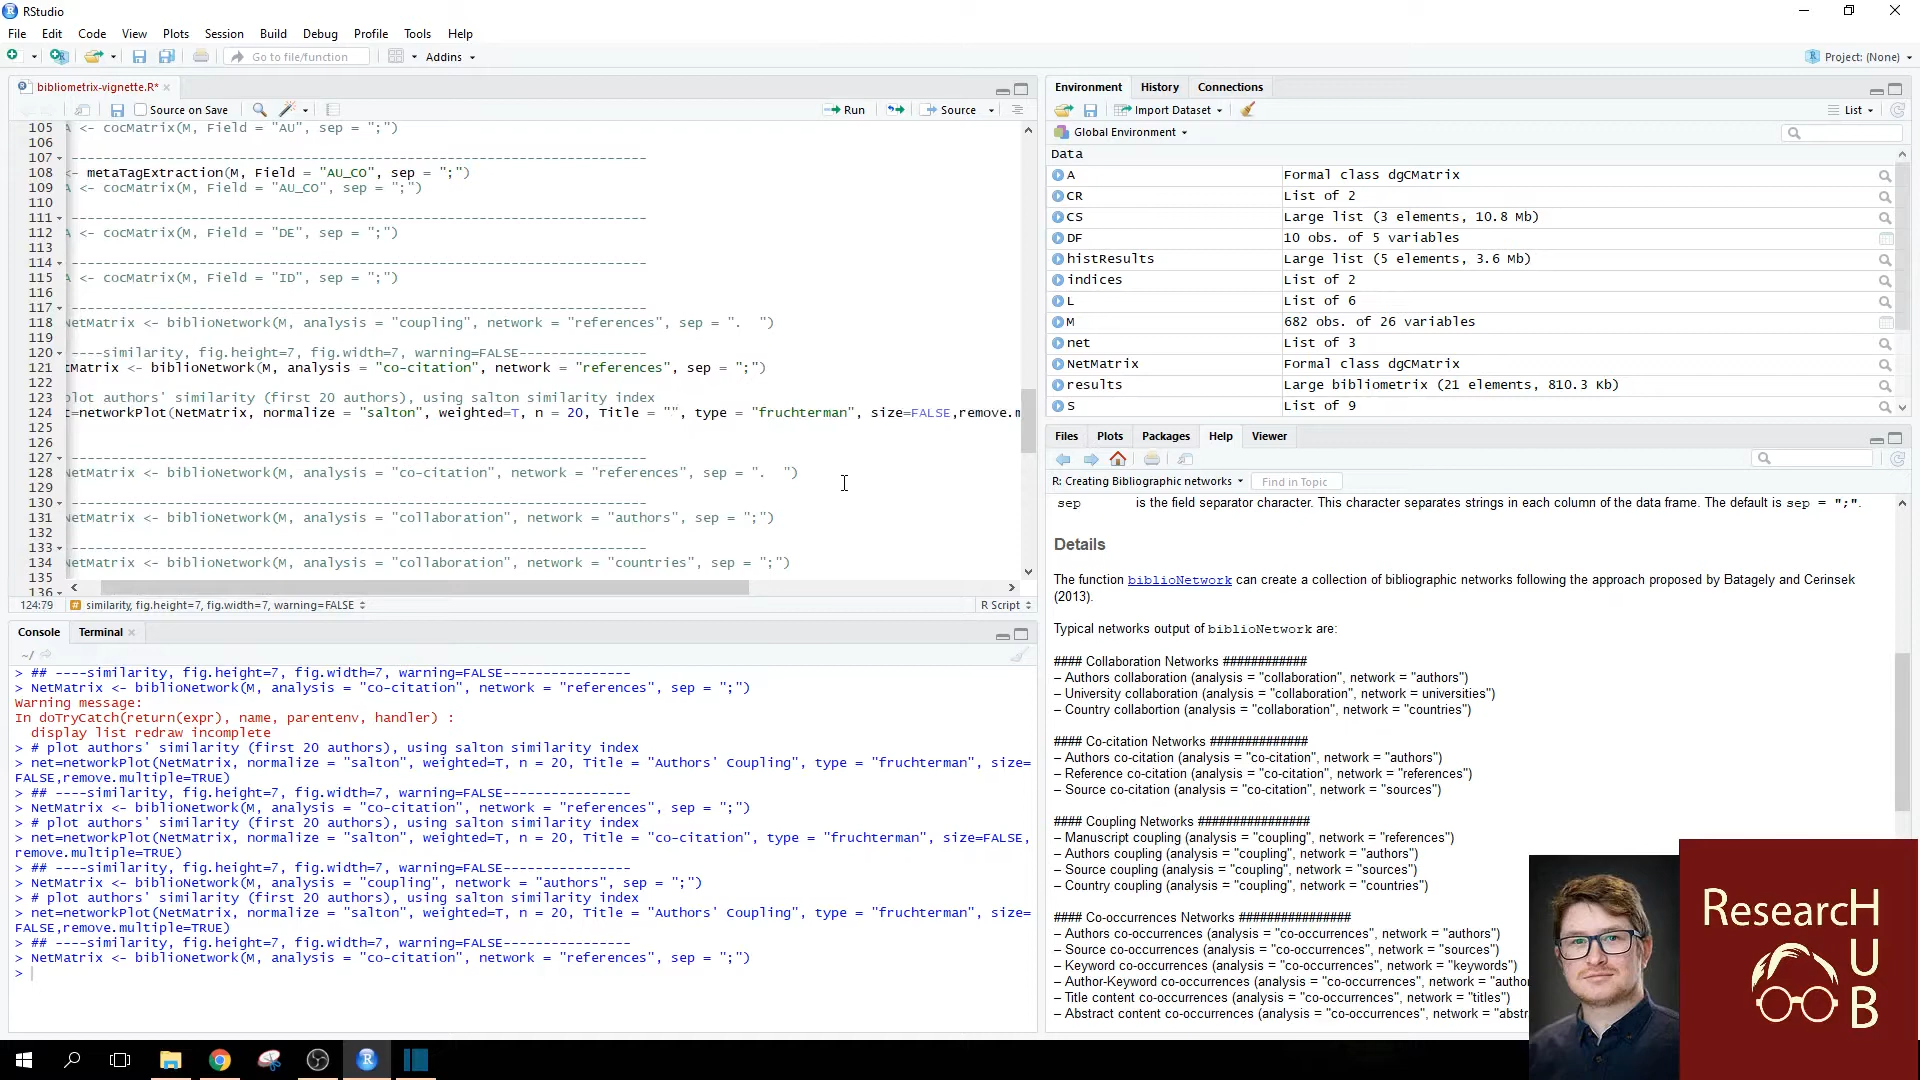 RStudio
File Edit Code View Plots Session Build Debug Profile Tools Help
Go to file/function Addins Project: (None)
bibliometrix-vignette.R*
Source on Save Run Source
105 A <- cocMatrix(M, Field = "AU", sep = ";")
106
107 -------------------------------------------------------------------------
108 <- metaTagExtraction(M, Field = "AU_CO", sep = ";")
109 A <- cocMatrix(M, Field = "AU_CO", sep = ";")
110
111 -------------------------------------------------------------------------
112 A <- cocMatrix(M, Field = "DE", sep = ";")
113
114 -------------------------------------------------------------------------
115 A <- cocMatrix(M, Field = "ID", sep = ";")
116
117 -------------------------------------------------------------------------
118 NetMatrix <- biblioNetwork(M, analysis = "coupling", network = "references", sep = ".  ")
119
120 ----similarity, fig.height=7, fig.width=7, warning=FALSE----------------
121 tMatrix <- biblioNetwork(M, analysis = "co-citation", network = "references", sep = ";")
122
123 plot authors' similarity (first 20 authors), using salton similarity index
124 t=networkPlot(NetMatrix, normalize = "salton", weighted=T, n = 20, Title = "", type = "fruchterman", size=FALSE,remove.m
125
126
127 -------------------------------------------------------------------------
128 NetMatrix <- biblioNetwork(M, analysis = "co-citation", network = "references", sep = ".  ")
129
130 -------------------------------------------------------------------------
131 NetMatrix <- biblioNetwork(M, analysis = "collaboration", network = "authors", sep = ";")
132
133 -------------------------------------------------------------------------
134 NetMatrix <- biblioNetwork(M, analysis = "collaboration", network = "countries", sep = ";")
135
136
124:79 similarity, fig.height=7, fig.width=7, warning=FALSE R Script
Console Terminal
~/
> ## ----similarity, fig.height=7, fig.width=7, warning=FALSE----------------
> NetMatrix <- biblioNetwork(M, analysis = "co-citation", network = "references", sep = ";")
Warning message:
In doTryCatch(return(expr), name, parentenv, handler) :
  display list redraw incomplete
> # plot authors' similarity (first 20 authors), using salton similarity index
> net=networkPlot(NetMatrix, normalize = "salton", weighted=T, n = 20, Title = "Authors' Coupling", type = "fruchterman", size=
FALSE,remove.multiple=TRUE)
> ## ----similarity, fig.height=7, fig.width=7, warning=FALSE----------------
> NetMatrix <- biblioNetwork(M, analysis = "co-citation", network = "references", sep = ";")
> # plot authors' similarity (first 20 authors), using salton similarity index
> net=networkPlot(NetMatrix, normalize = "salton", weighted=T, n = 20, Title = "co-citation", type = "fruchterman", size=FALSE,
remove.multiple=TRUE)
> ## ----similarity, fig.height=7, fig.width=7, warning=FALSE----------------
> NetMatrix <- biblioNetwork(M, analysis = "coupling", network = "authors", sep = ";")
> # plot authors' similarity (first 20 authors), using salton similarity index
> net=networkPlot(NetMatrix, normalize = "salton", weighted=T, n = 20, Title = "Authors' Coupling", type = "fruchterman", size=
FALSE,remove.multiple=TRUE)
> ## ----similarity, fig.height=7, fig.width=7, warning=FALSE----------------
> NetMatrix <- biblioNetwork(M, analysis = "co-citation", network = "references", sep = ";")
>
Environment History Connections
Import Dataset List
Global Environment
Data
A Formal class dgCMatrix
CR List of 2
CS Large list (3 elements, 10.8 Mb)
DF 10 obs. of 5 variables
histResults Large list (5 elements, 3.6 Mb)
indices List of 2
L List of 6
M 682 obs. of 26 variables
net List of 3
NetMatrix Formal class dgCMatrix
results Large bibliometrix (21 elements, 810.3 Kb)
S List of 9
Files Plots Packages Help Viewer
R: Creating Bibliographic networks Find in Topic
sep is the field separator character. This character separates strings in each column of the data frame. The default is sep = ";".
Details
The function biblioNetwork can create a collection of bibliographic networks following the approach proposed by Batagely and Cerinsek
(2013).
Typical networks output of biblioNetwork are:
#### Collaboration Networks ############
– Authors collaboration (analysis = "collaboration", network = "authors")
– University collaboration (analysis = "collaboration", network = universities")
– Country collabortion (analysis = "collaboration", network = "countries")
#### Co-citation Networks ##############
– Authors co-citation (analysis = "co-citation", network = "authors")
– Reference co-citation (analysis = "co-citation", network = "references")
– Source co-citation (analysis = "co-citation", network = "sources")
#### Coupling Networks ################
– Manuscript coupling (analysis = "coupling", network = "references")
– Authors coupling (analysis = "coupling", network = "authors")
– Source coupling (analysis = "coupling", network = "sources")
– Country coupling (analysis = "coupling", network = "countries")
#### Co-occurrences Networks ################
– Authors co-occurrences (analysis = "co-occurrences", network = "authors")
– Source co-occurrences (analysis = "co-occurrences", network = "sources")
– Keyword co-occurrences (analysis = "co-occurrences", network = "keywords")
– Author-Keyword co-occurrences (analysis = "co-occurrences", network = "author
– Title content co-occurrences (analysis = "co-occurrences", network = "titles")
– Abstract content co-occurrences (analysis = "co-occurrences", network = "abstr
ResearcH
U
B